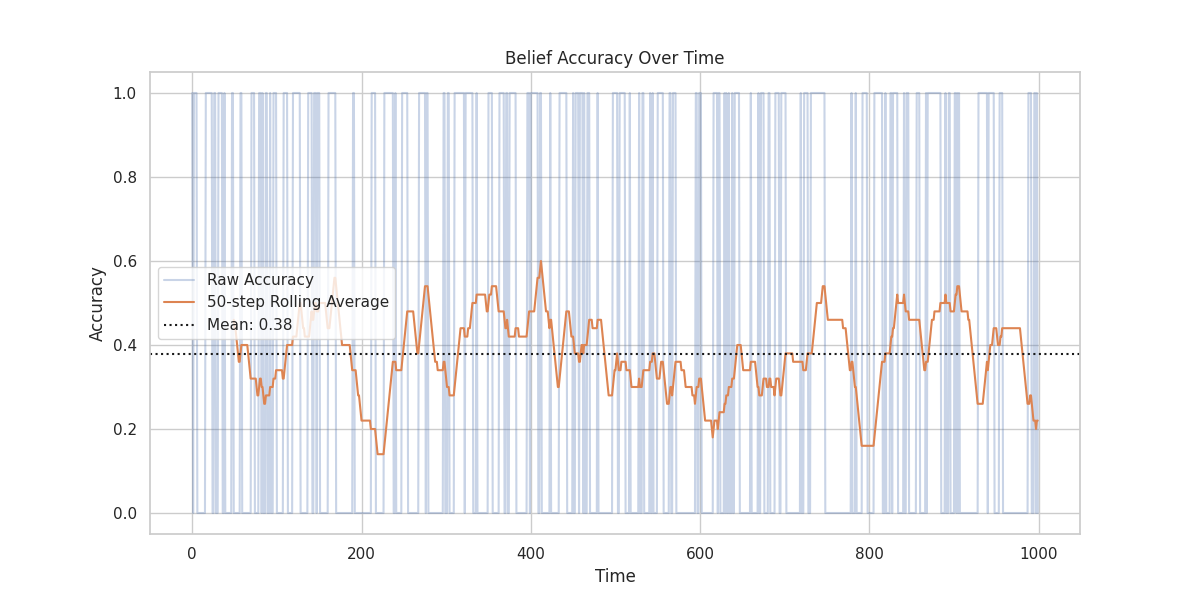 Belief Accuracy Over Time
1.0
0.8
0.6
0.4
0.2
0.0
Accuracy
Raw Accuracy
50-step Rolling Average
Mean: 0.38
0
200
400
600
800
1000
Time